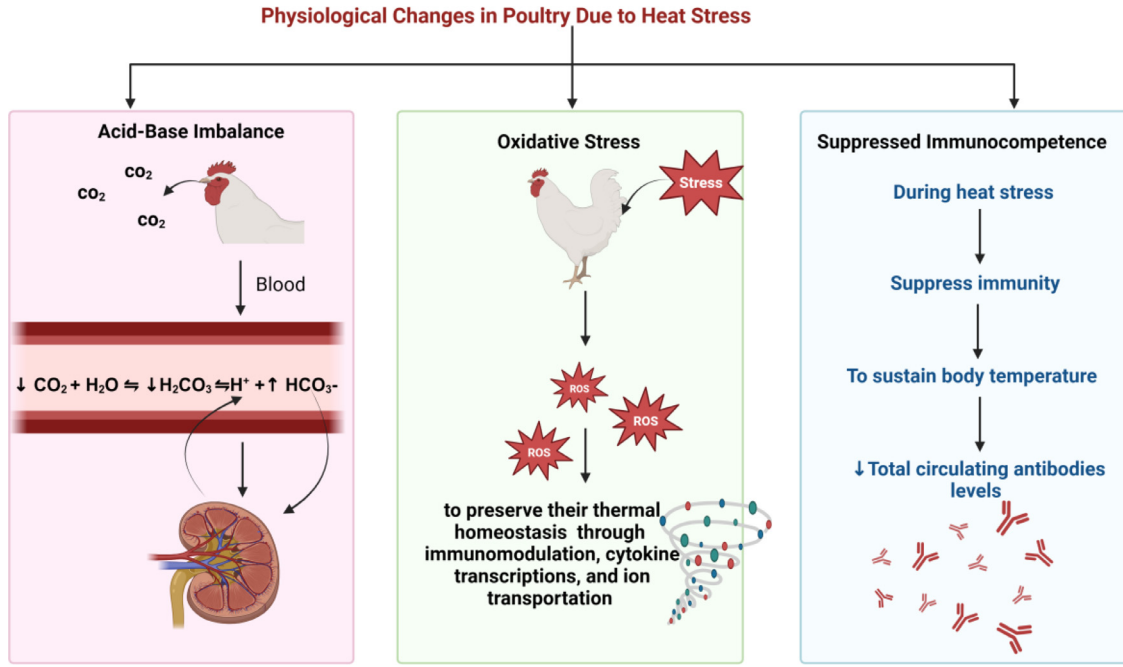 Physiological Changes in Poultry Due to Heat Stress
Acid-Base Imbalance
CO₂
CO₂
CO₂
Blood
↓ CO₂ + H₂O ⇋ ↓H₂CO₃ ⇋H⁺ +↑ HCO₃-
Oxidative Stress
Stress
ROS
ROS
ROS
to preserve their thermal
homeostasis through
immunomodulation, cytokine
transcriptions, and ion
transportation
Suppressed Immunocompetence
During heat stress
Suppress immunity
To sustain body temperature
↓Total circulating antibodies
levels